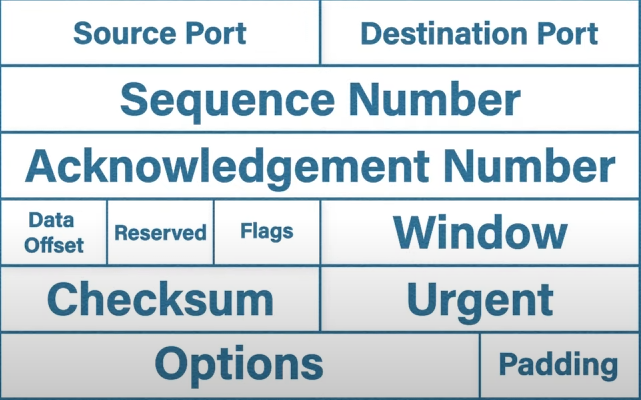 Source Port
Destination Port
Sequence Number
Acknowledgement Number
Data
Offset
Reserved
Flags
Window
Checksum
Urgent
Options
Padding